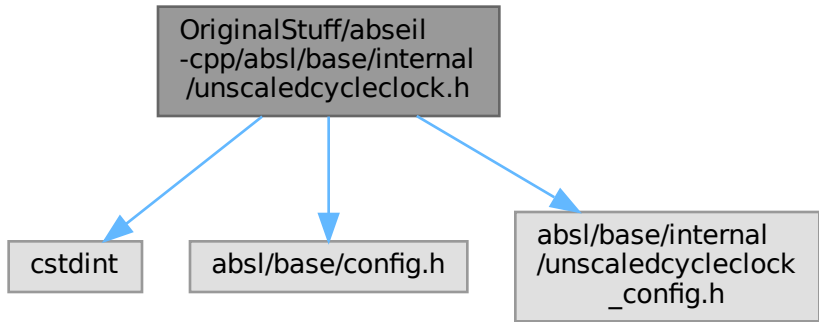 OriginalStuff/abseil
-cpp/absl/base/internal
/unscaledcycleclock.h
cstdint
absl/base/config.h
absl/base/internal
/unscaledcycleclock
_config.h